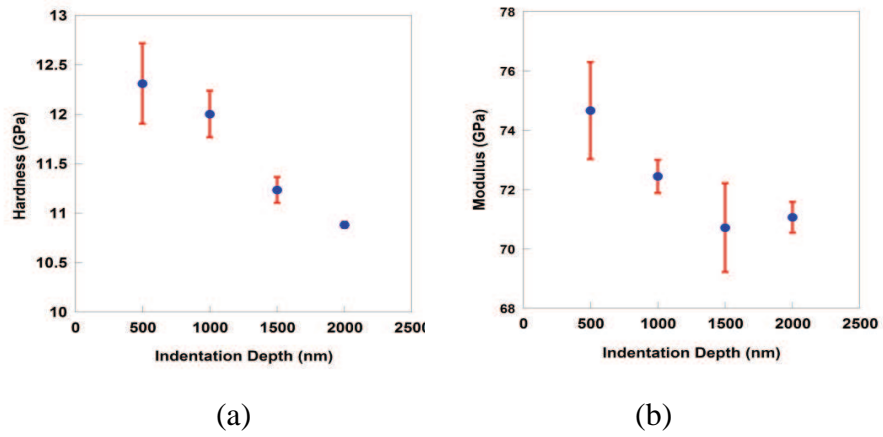 13
12.5
12
11.5
11
10.5
10
Hardness (GPa)
0 500 1000 1500 2000 2500
Indentation Depth (nm)
(a)
78
76
74
72
70
68
Modulus (GPa)
0 500 1000 1500 2000 2500
Indentation Depth (nm)
(b)